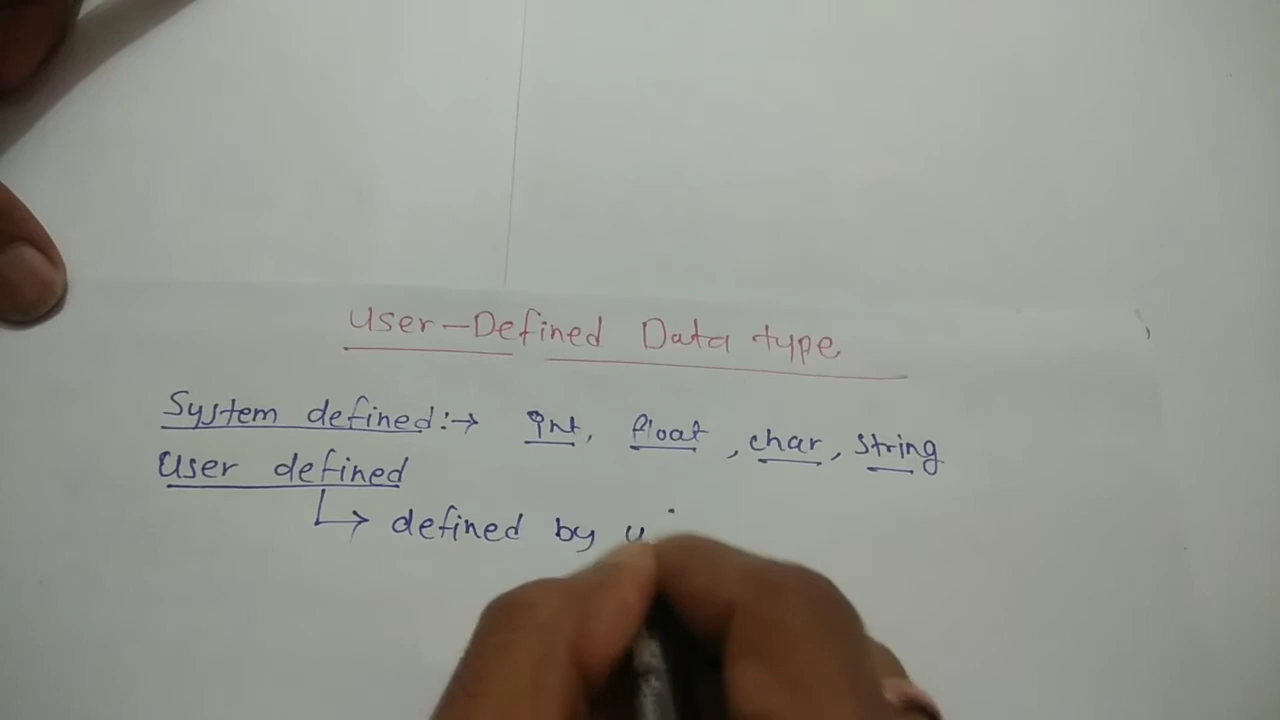 User-Defined Data type
System defined:→ int, float, char, string
User defined
↳ defined by